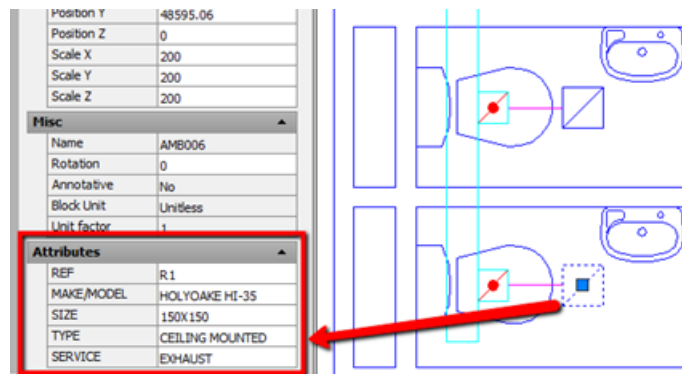 Position Y 48595.06
Position Z 0
Scale X 200
Scale Y 200
Scale Z 200
Misc
Name AMB006
Rotation 0
Annotative No
Block Unit Unitless
Unit factor 1
Attributes
REF R1
MAKE/MODEL HOLYOAKE HI-35
SIZE 150X150
TYPE CEILING MOUNTED
SERVICE EXHAUST